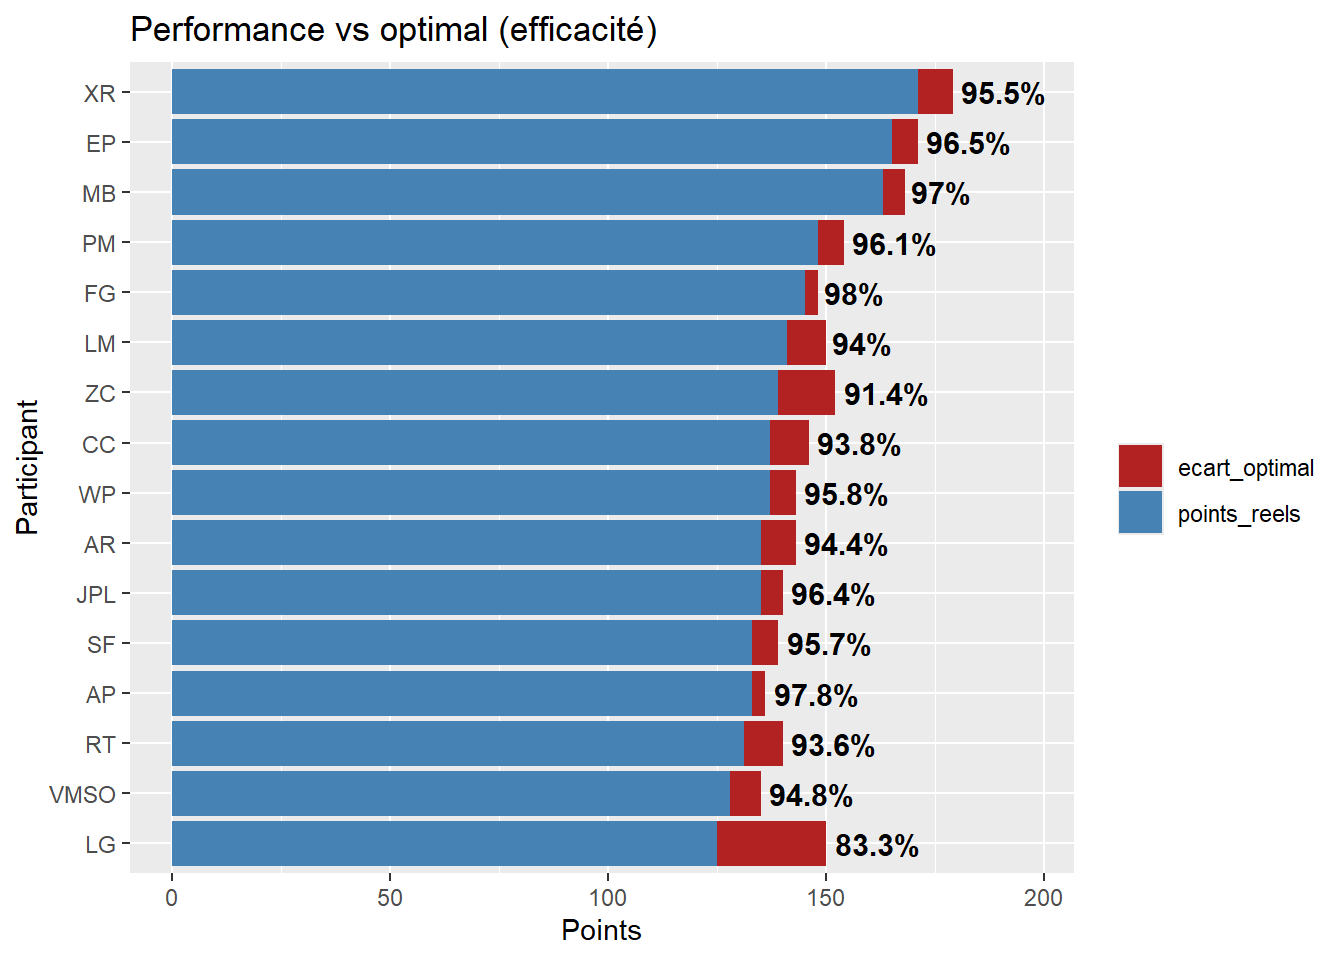 Performance vs optimal (efficacité)
Participant
XR 95.5%
EP 96.5%
MB 97%
PM 96.1%
FG 98%
LM 94%
ZC 91.4%
CC 93.8%
WP 95.8%
AR 94.4%
JPL 96.4%
SF 95.7%
AP 97.8%
RT 93.6%
VMSO 94.8%
LG 83.3%
0 50 100 150 200
Points
ecart_optimal
points_reels